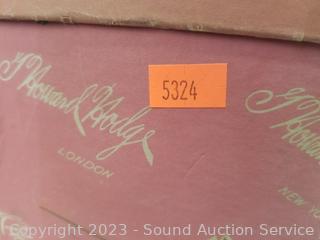 J Howard Hodge
LONDON
5324
J Howard
NEW YO
Copyright 2023 - Sound Auction Service